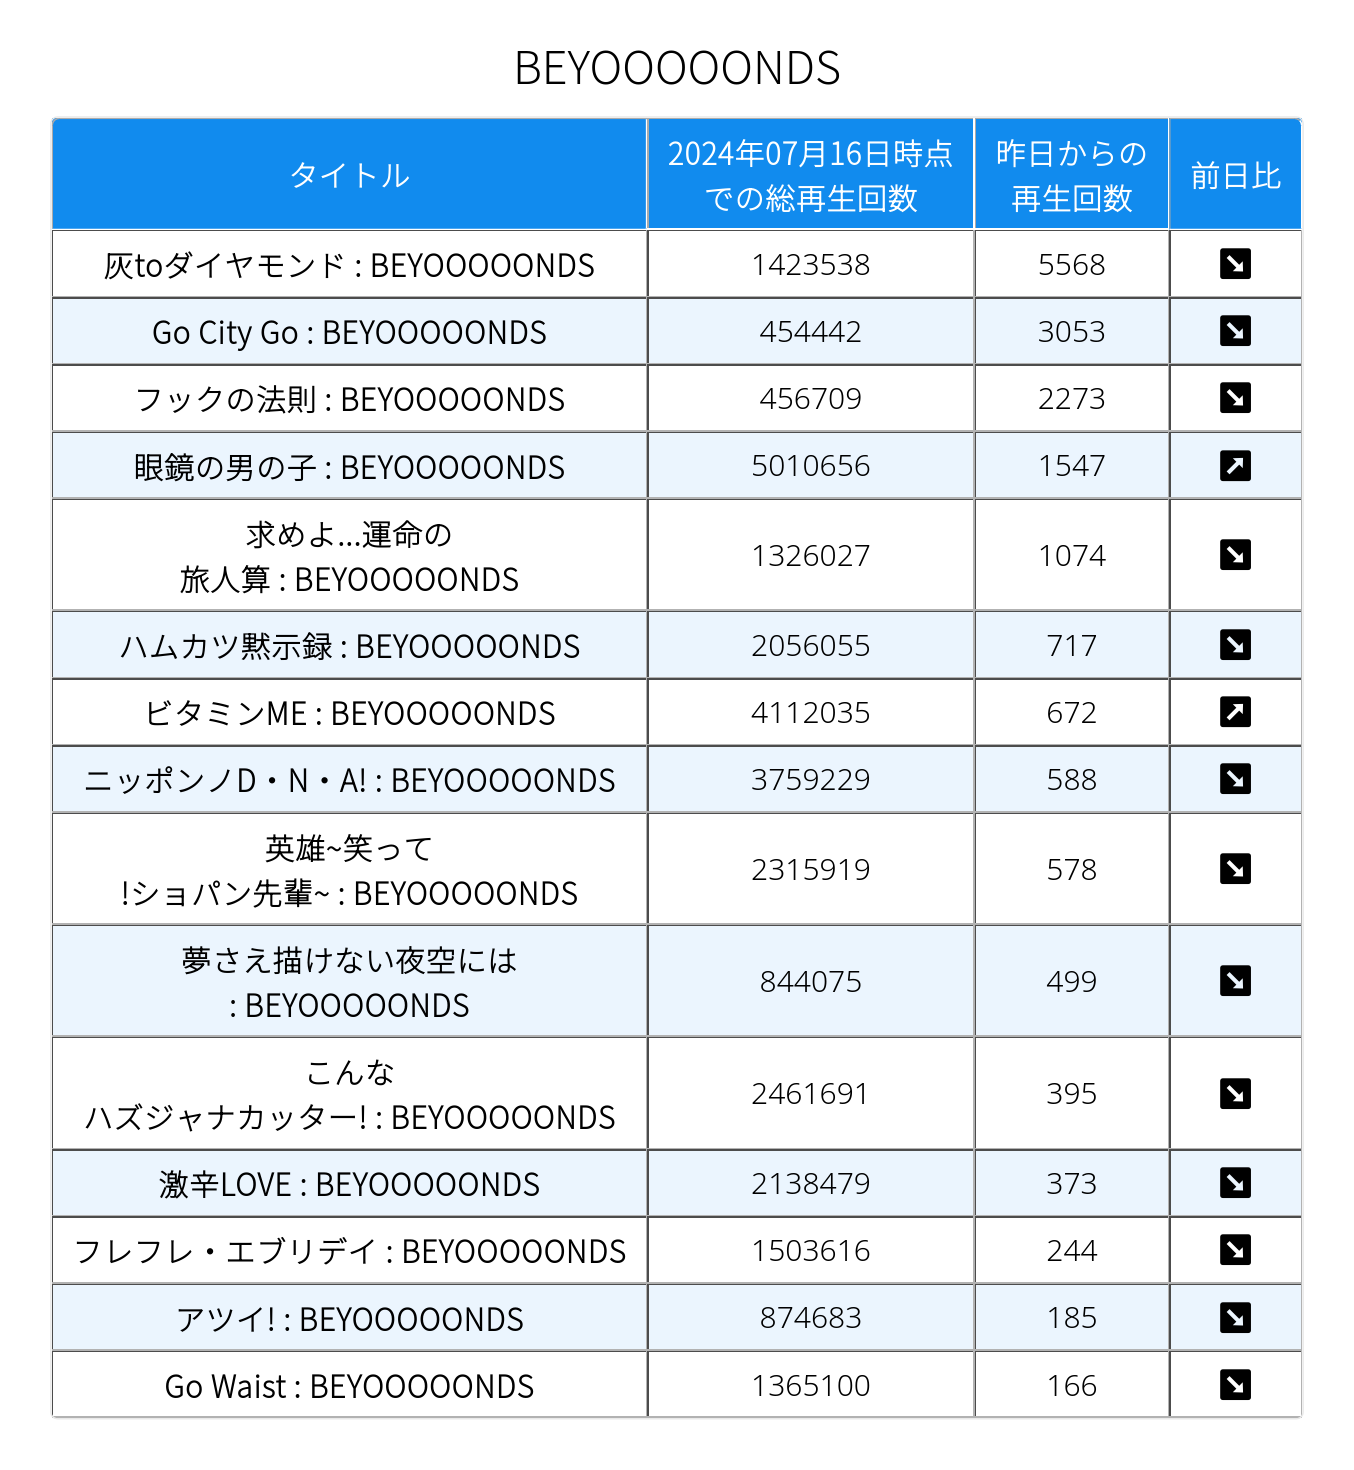 BEYOOOOONDS
タイトル
2024年07月16日時点
での総再生回数
昨日からの
再生回数
前日比
灰toダイヤモンド : BEYOOOOONDS
1423538
5568
Go City Go : BEYOOOOONDS
454442
3053
フックの法則 : BEYOOOOONDS
456709
2273
眼鏡の男の子 : BEYOOOOONDS
5010656
1547
求めよ...運命の
旅人算 : BEYOOOOONDS
1326027
1074
ハムカツ黙示録 : BEYOOOOONDS
2056055
717
ビタミンME : BEYOOOOONDS
4112035
672
ニッポンノD・N・A! : BEYOOOOONDS
3759229
588
英雄~笑って
!ショパン先輩~ : BEYOOOOONDS
2315919
578
夢さえ描けない夜空には
: BEYOOOOONDS
844075
499
こんな
ハズジャナカッター! : BEYOOOOONDS
2461691
395
激辛LOVE : BEYOOOOONDS
2138479
373
フレフレ・エブリデイ : BEYOOOOONDS
1503616
244
アツイ! : BEYOOOOONDS
874683
185
Go Waist : BEYOOOOONDS
1365100
166